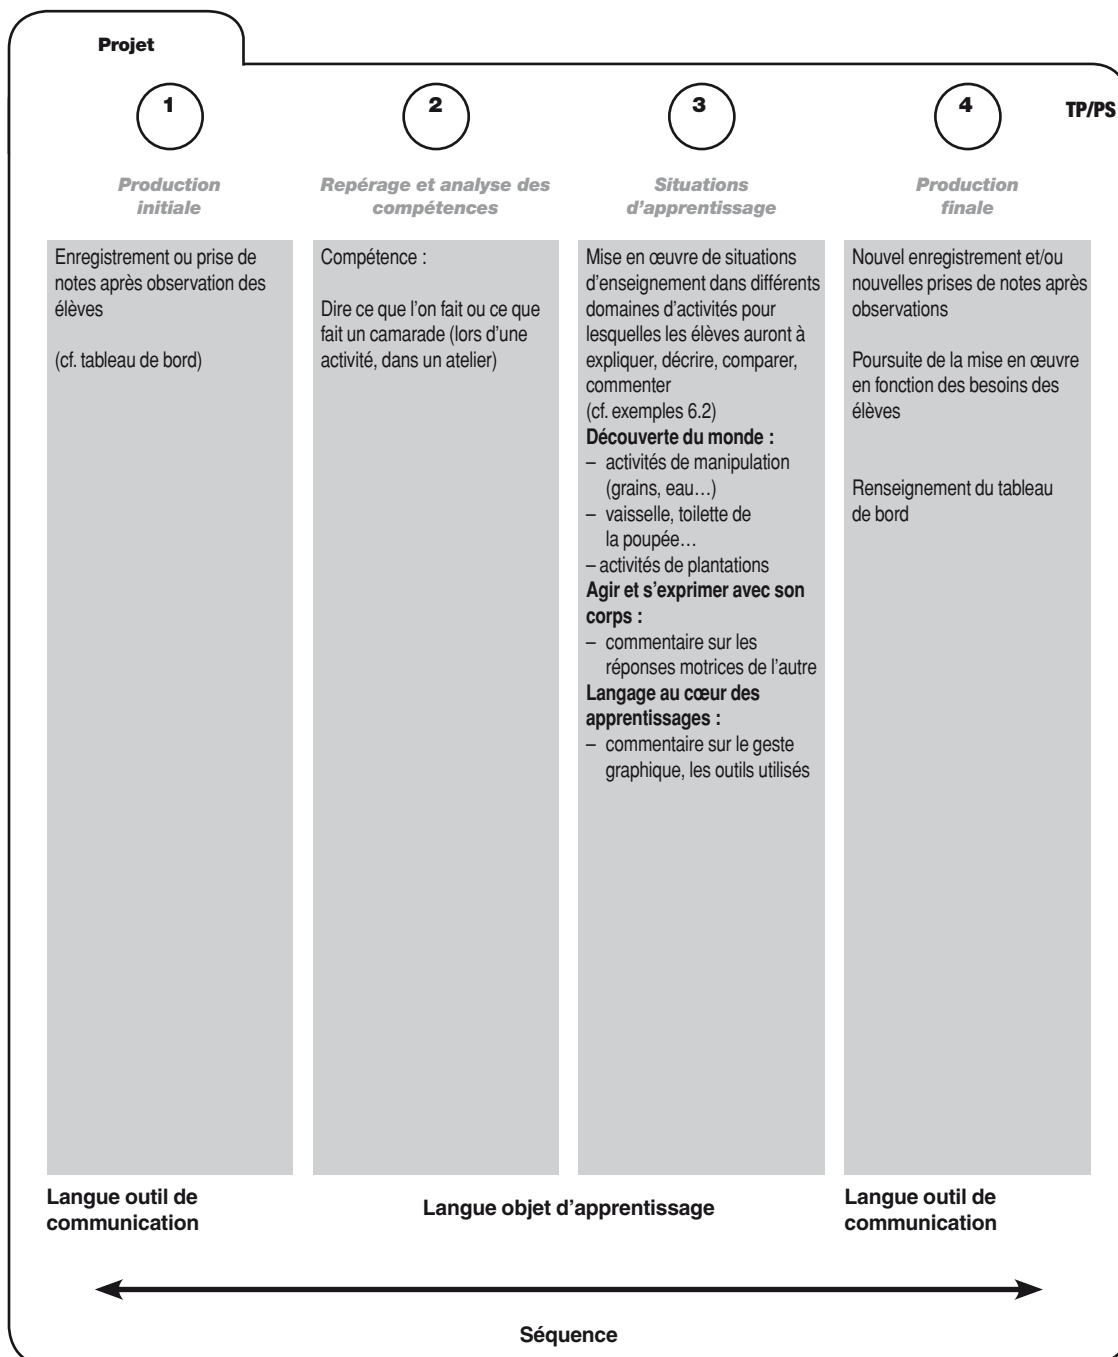 Projet
1
2
3
4
TP/PS
Production
initiale
Repérage et analyse des
compétences
Situations
d'apprentissage
Production
finale
Enregistrement ou prise de
notes après observation des
élèves
(cf. tableau de bord)
Compétence :
Dire ce que l'on fait ou ce que
fait un camarade (lors d'une
activité, dans un atelier)
Mise en œuvre de situations
d'enseignement dans différents
domaines d'activités pour
lesquelles les élèves auront à
expliquer, décrire, comparer,
commenter
(cf. exemples 6.2)
Découverte du monde :
– activités de manipulation
(grains, eau…)
– vaisselle, toilette de
la poupée…
– activités de plantations
Agir et s'exprimer avec son
corps :
– commentaire sur les
réponses motrices de l'autre
Langage au cœur des
apprentissages :
– commentaire sur le geste
graphique, les outils utilisés
Nouvel enregistrement et/ou
nouvelles prises de notes après
observations
Poursuite de la mise en œuvre
en fonction des besoins des
élèves
Renseignement du tableau
de bord
Langue outil de
communication
Langue objet d'apprentissage
Langue outil de
communication
Séquence